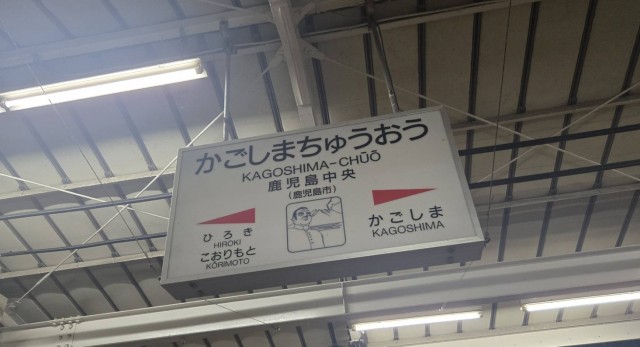 かごしまちゅうおう
KAGOSHIMA-CHŪŌ
鹿児島中央
(鹿児島市)
ひろき
HIROKI
こおりもと
KŌRIMOTO
かごしま
KAGOSHIMA